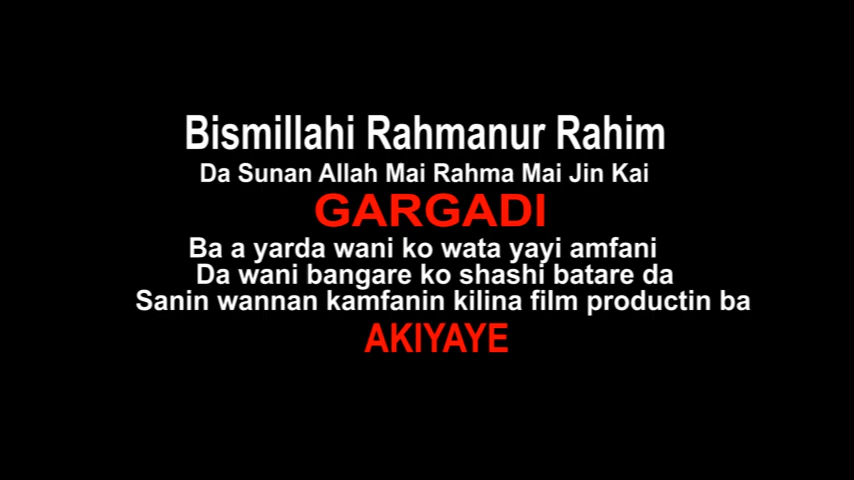 Bismillahi Rahmanur Rahim
Da Sunan Allah Mai Rahma Mai Jin Kai
GARGADI
Ba a yarda wani ko wata yayi amfani
Da wani bangare ko shashi batare da
Sanin wannan kamfanin kilina film productin ba
AKIYAYE